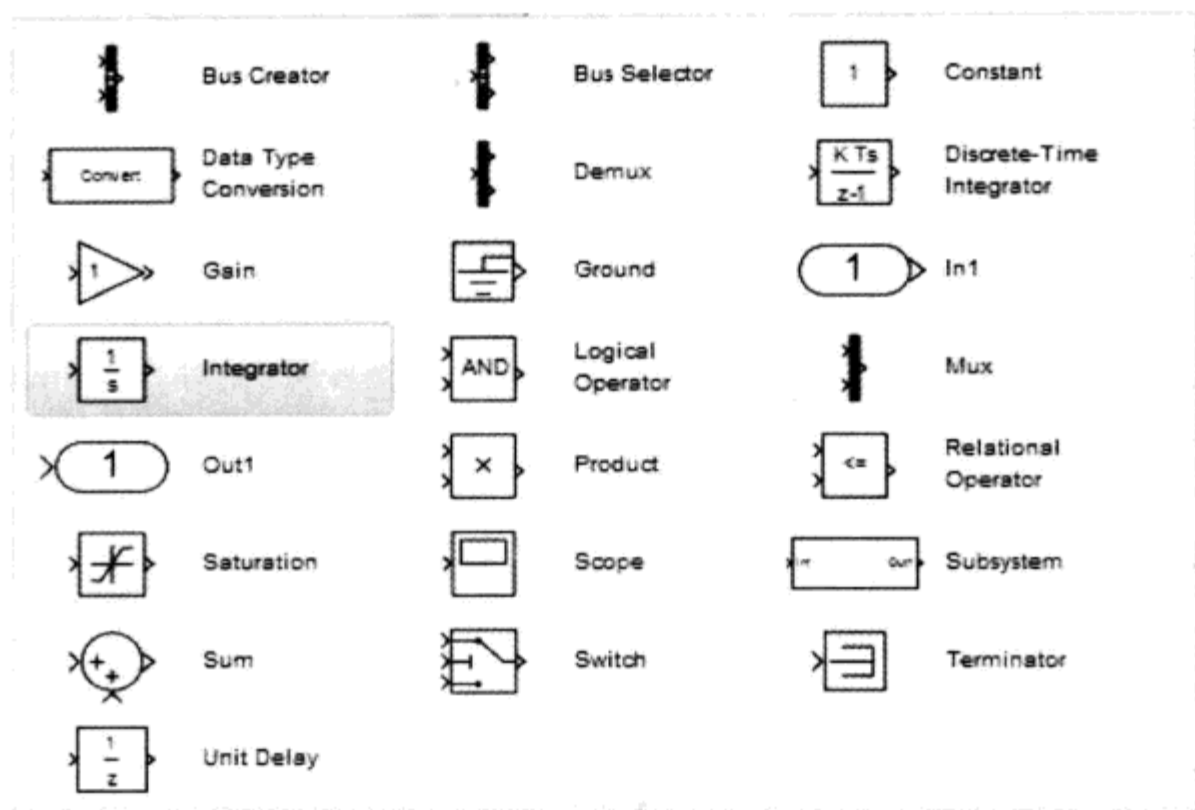 Bus Creator
Bus Selector
1
Constant
Convert
Data Type
Conversion
Demux
K Ts
z-1
Discrete-Time
Integrator
1
Gain
Ground
1
In1
1
s
Integrator
AND
Logical
Operator
Mux
1
Out1
×
Product
<=
Relational
Operator
Saturation
Scope
In1
Out1
Subsystem
+
+
Sum
Switch
Terminator
1
z
Unit Delay